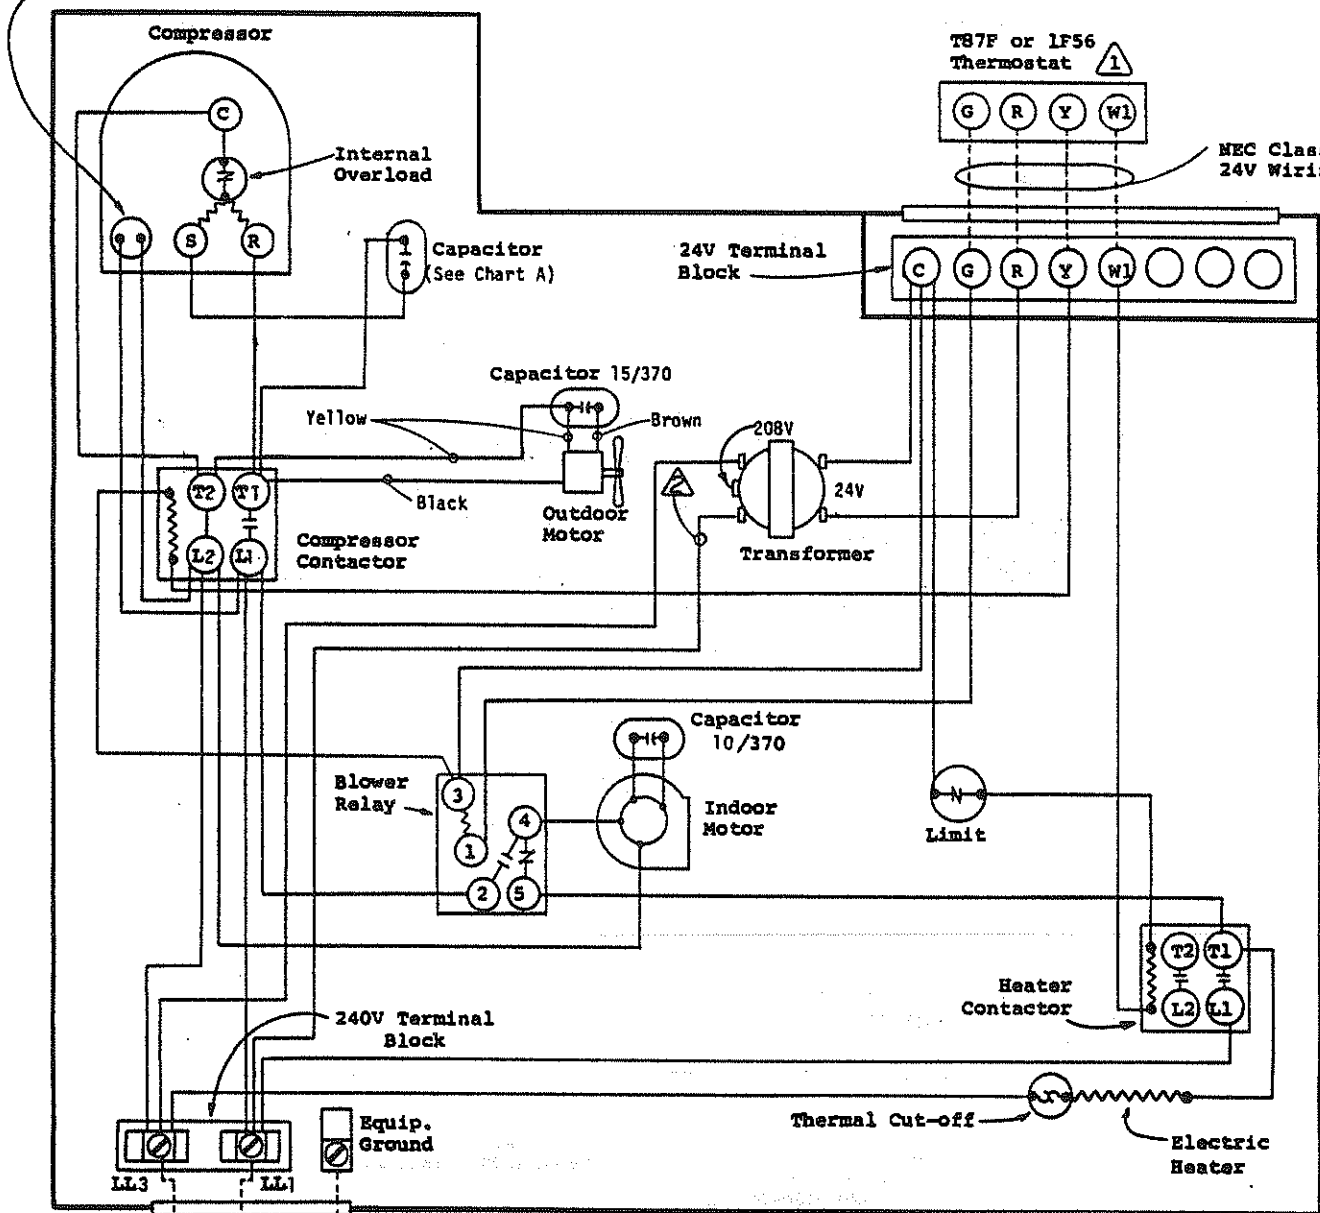 Compressor
C
Internal
Overload
S
R
Capacitor
(See Chart A)
T87F or 1F56
Thermostat
1
G R Y W1
24V Wiri
24V Terminal
Block
C G R Y W1
Capacitor 15/370
Yellow
Brown
Black
Outdoor
Motor
208V
2
24V
Transformer
T2 T1
L2 L1
Compressor
Contactor
Capacitor
10/370
Blower
Relay
3
4
1
2
5
Indoor
Motor
Limit
T2 T1
L2 L1
Heater
Contactor
240V Terminal
Block
Thermal Cut-off
Electric
Heater
Equip.
Ground
LL3
LL1
NEC Clas